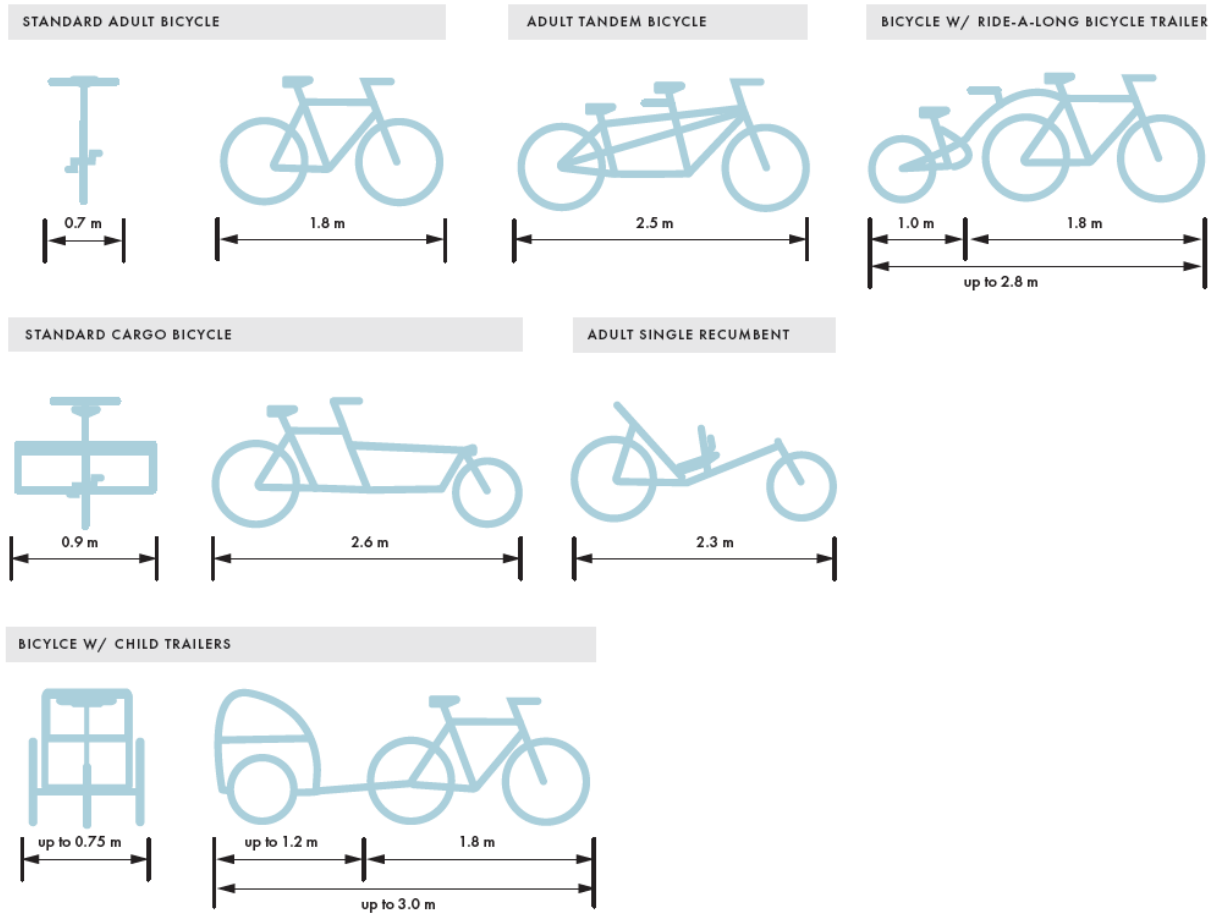 STANDARD ADULT BICYCLE
ADULT TANDEM BICYCLE
BICYCLE W/ RIDE-A-LONG BICYCLE TRAILER
0.7 m
1.8 m
2.5 m
1.0 m
1.8 m
up to 2.8 m
STANDARD CARGO BICYCLE
ADULT SINGLE RECUMBENT
0.9 m
2.6 m
2.3 m
BICYLCE W/ CHILD TRAILERS
up to 0.75 m
up to 1.2 m
1.8 m
up to 3.0 m